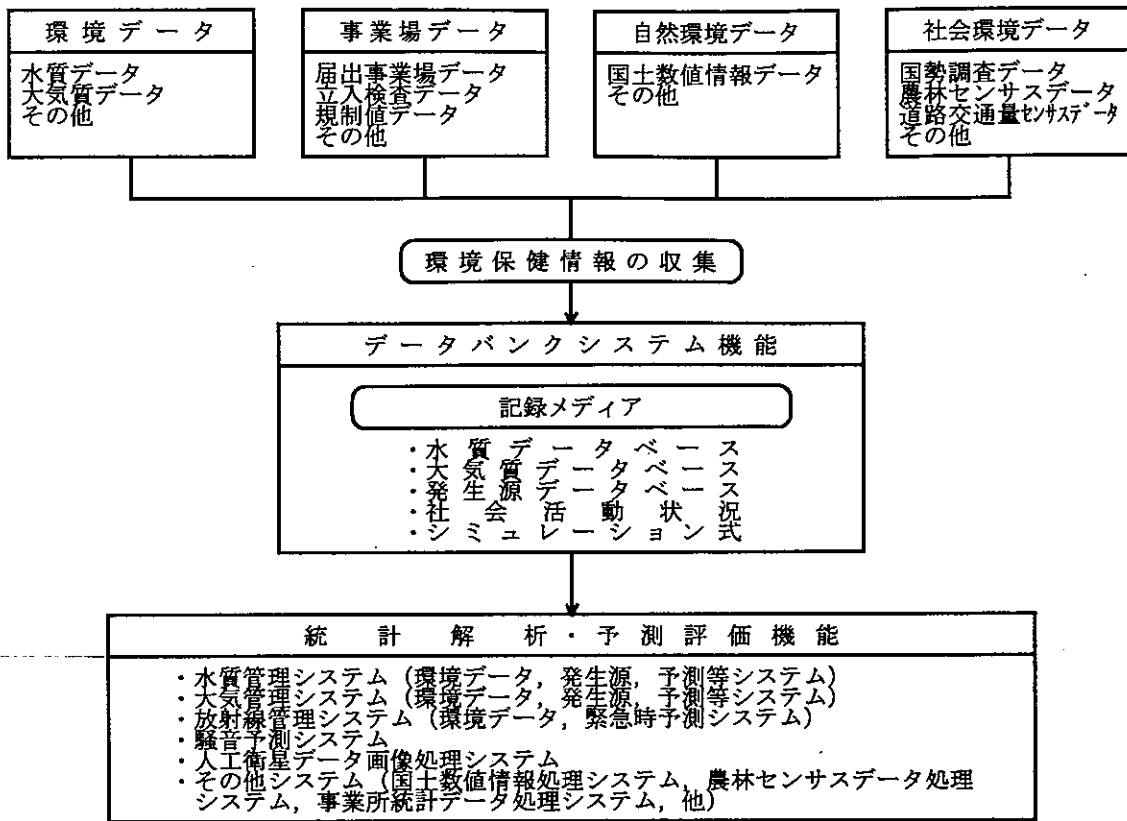 環境データ
水質データ
大気質データ
その他
事業場データ
届出事業場データ
立入検査データ
規制値データ
その他
自然環境データ
国土数値情報データ
その他
社会環境データ
国勢調査データ
農林センサスデータ
道路交通量センサスデータ
その他
環境保健情報の収集
データバンクシステム機能
記録メディア
・水質データベース
・大気質データベース
・発生源データベース
・社会活動状況
・シミュレーション式
統計解析・予測評価機能
・水質管理システム（環境データ，発生源，予測等システム）
・大気管理システム（環境データ，発生源，予測等システム）
・放射線管理システム（環境データ，緊急時予測システム）
・騒音予測システム
・人工衛星データ画像処理システム
・その他システム（国土数値情報処理システム，農林センサスデータ処理
システム，事業所統計データ処理システム，他）